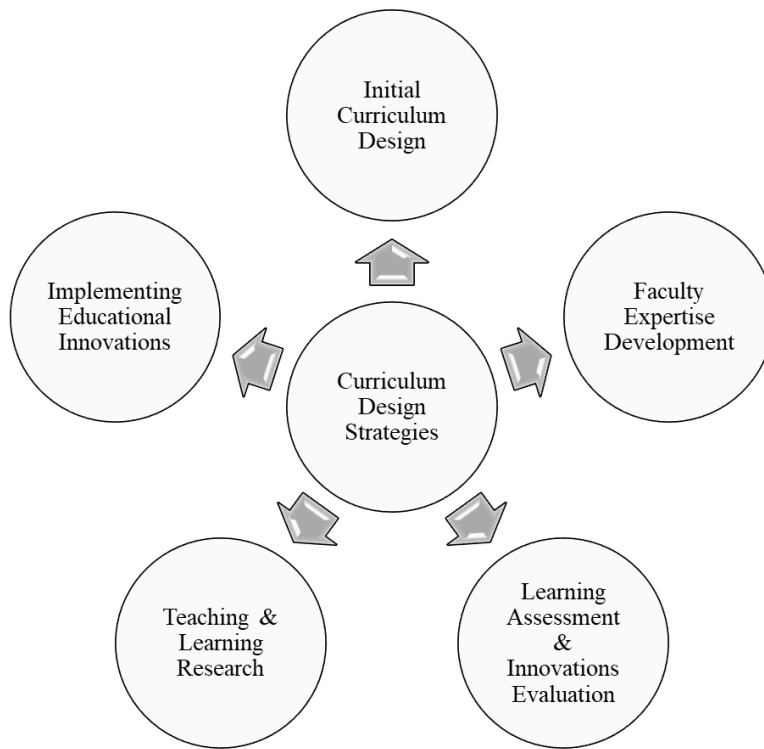 Initial
Curriculum
Design
Implementing
Educational
Innovations
Faculty
Expertise
Development
Curriculum
Design
Strategies
Teaching &
Learning
Research
Learning
Assessment
&
Innovations
Evaluation